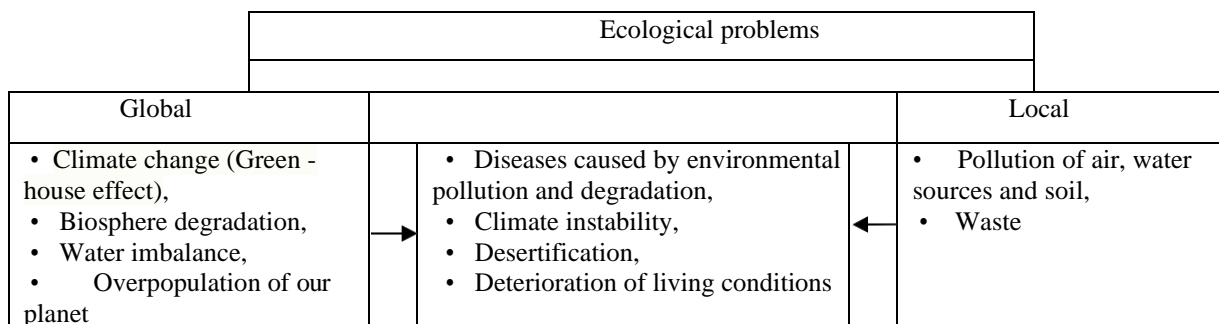 Ecological problems
Global
Local
• Climate change (Green -
house effect),
• Biosphere degradation,
• Water imbalance,
• Overpopulation of our
planet
• Diseases caused by environmental
pollution and degradation,
• Climate instability,
• Desertification,
• Deterioration of living conditions
• Pollution of air, water
sources and soil,
• Waste